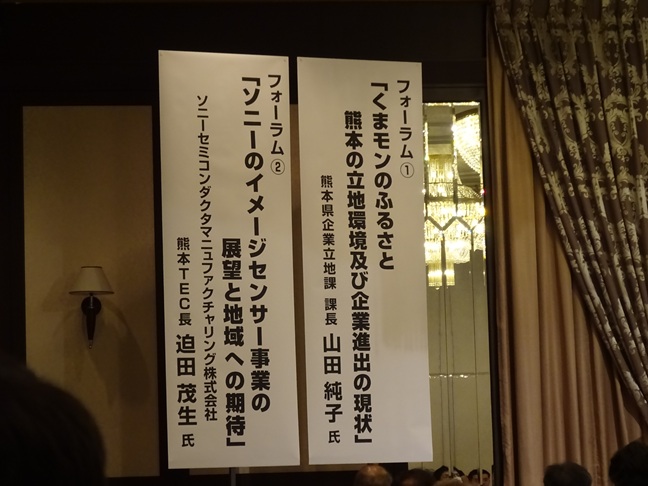 フォーラム①
「くまモンのふるさと
熊本の立地環境及び企業進出の現状」
熊本県企業立地課 課長 山田 純子 氏
フォーラム②
「ソニーのイメージセンサー事業の
展望と地域への期待」
ソニーセミコンダクタマニュファクチャリング株式会社
熊本TEC長 迫田 茂生 氏